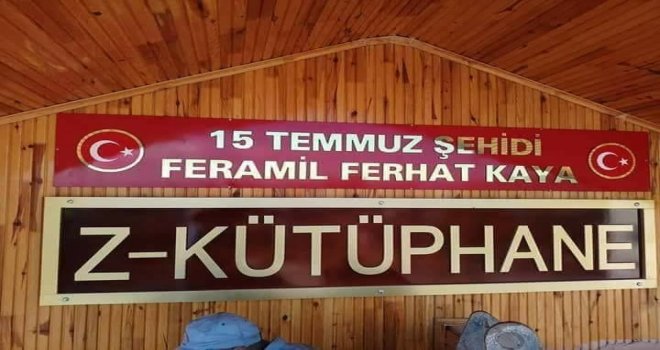 15 TEMMUZ ŞEHİDİ
FERAMİL FERHAT KAYA
Z-KÜTÜPHANE